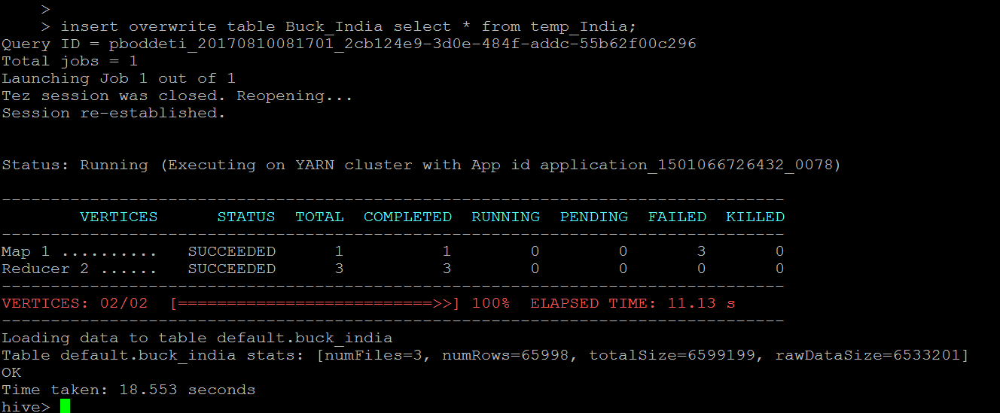 >
> insert overwrite table Buck_India select * from temp_India;
Query ID = pboddeti_20170810081701_2cb124e9-3d0e-484f-addc-55b62f00c296
Total jobs = 1
Launching Job 1 out of 1
Tez session was closed. Reopening...
Session re-established.
Status: Running (Executing on YARN cluster with App id application_1501066726432_0078)
--------------------------------------------------------------------------------
VERTICES STATUS TOTAL COMPLETED RUNNING PENDING FAILED KILLED
--------------------------------------------------------------------------------
Map 1 .......... SUCCEEDED 1 1 0 0 3 0
Reducer 2 ...... SUCCEEDED 3 3 0 0 0 0
--------------------------------------------------------------------------------
VERTICES: 02/02 [==========================>>] 100% ELAPSED TIME: 11.13 s
--------------------------------------------------------------------------------
Loading data to table default.buck_india
Table default.buck_india stats: [numFiles=3, numRows=65998, totalSize=6599199, rawDataSize=6533201]
OK
Time taken: 18.553 seconds
hive>